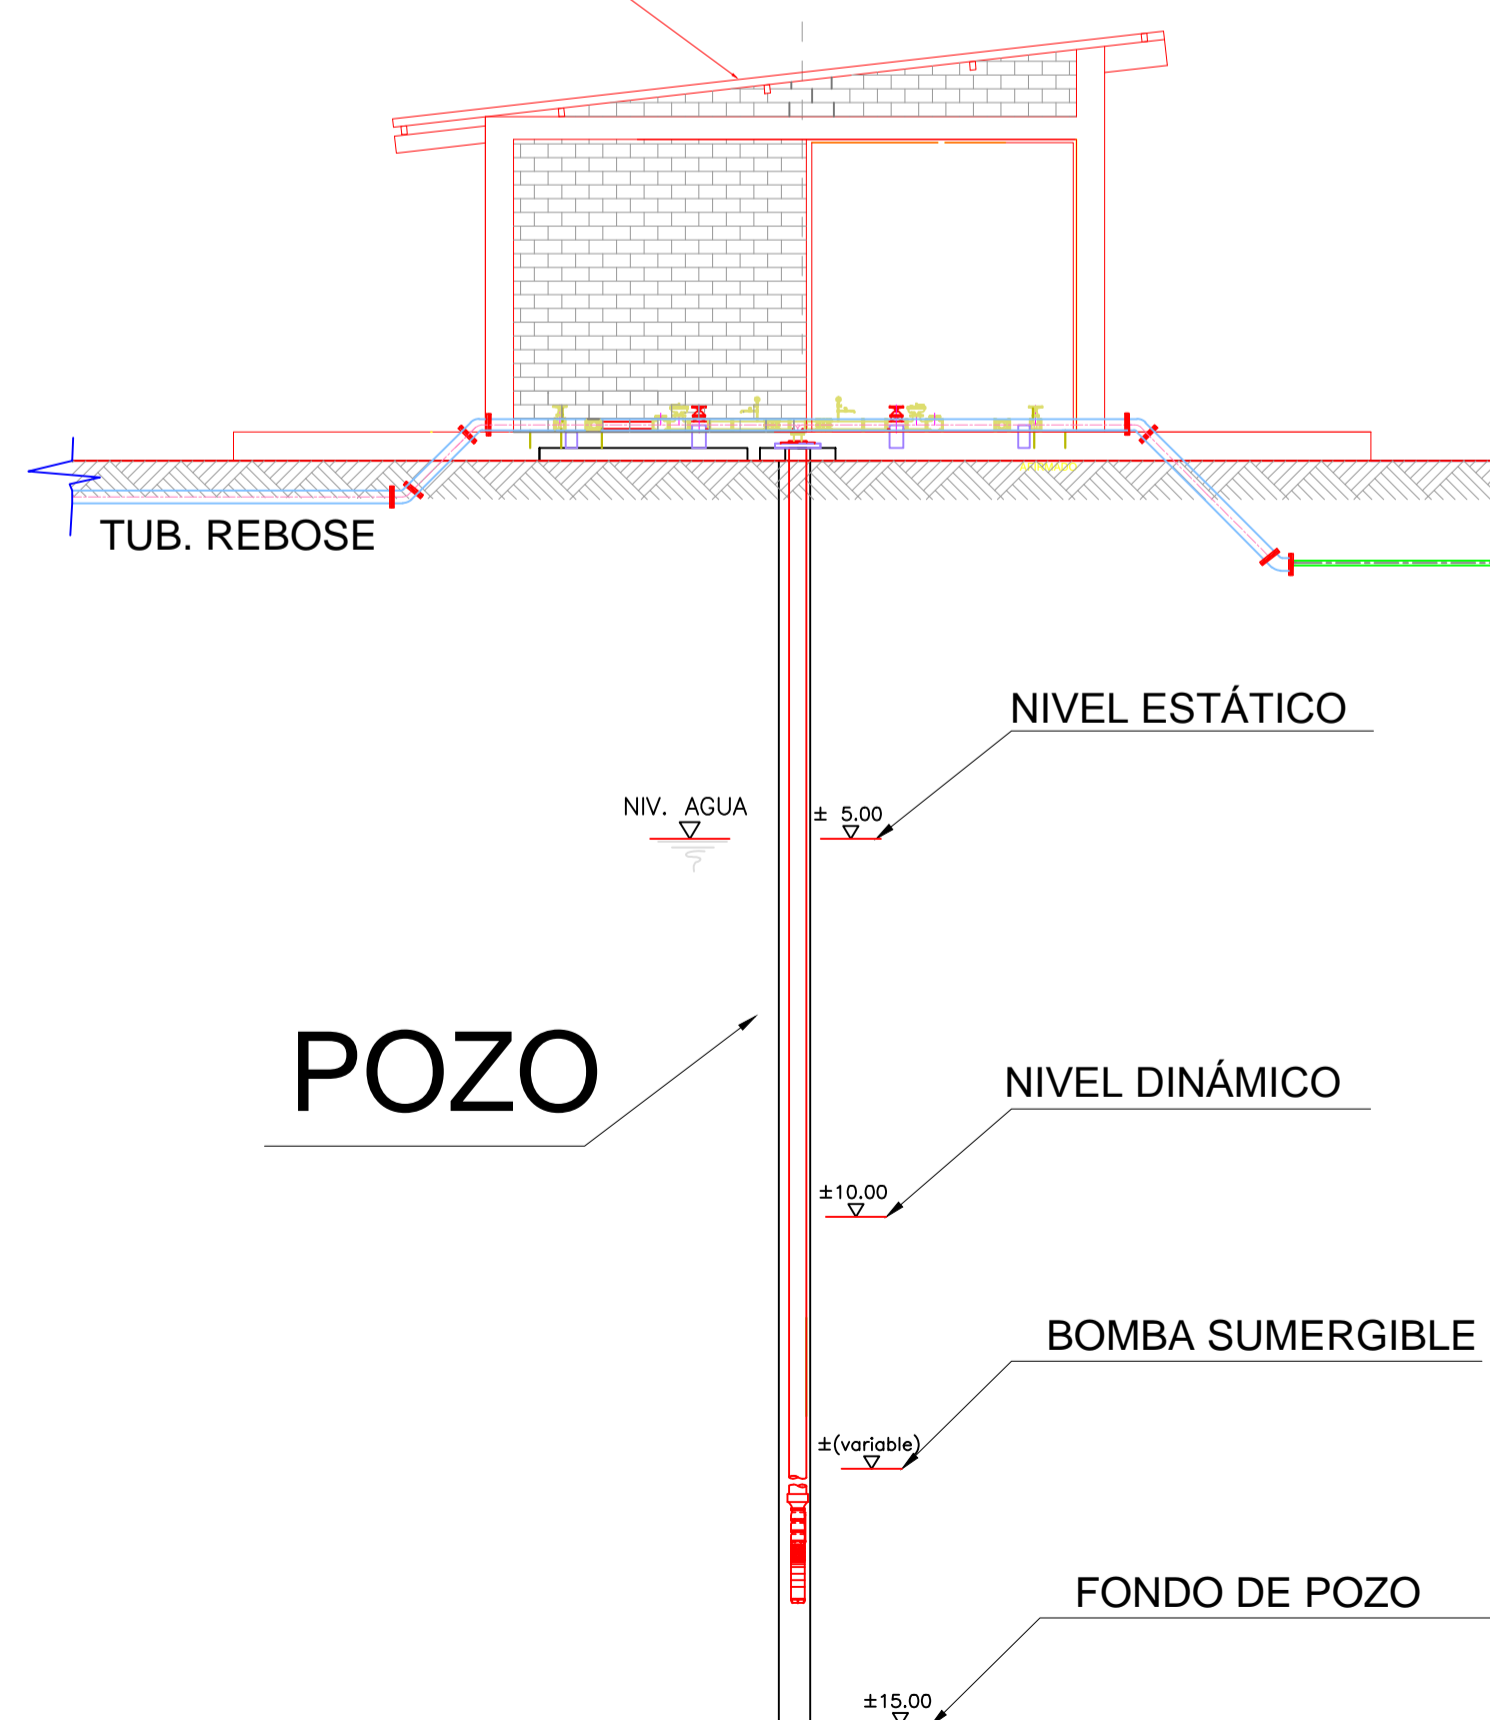 AFIRMADO
TUB. REBOSE
NIVEL ESTÁTICO
NIV. AGUA
± 5.00
POZO
NIVEL DINÁMICO
±10.00
BOMBA SUMERGIBLE
±(variable)
FONDO DE POZO
±15.00